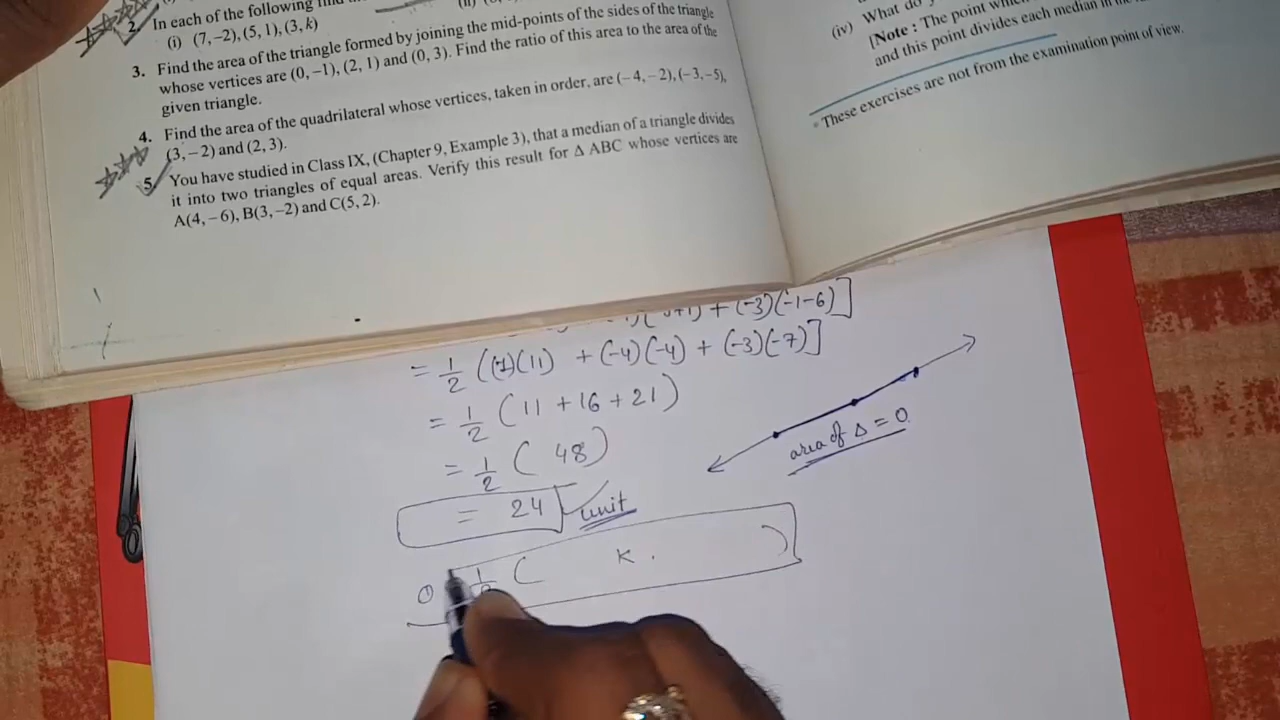 2. In each of the following find
(i) (7, –2), (5, 1), (3, k)
(ii)
3. Find the area of the triangle formed by joining the mid-points of the sides of the triangle
whose vertices are (0, –1), (2, 1) and (0, 3). Find the ratio of this area to the area of the
given triangle.
4. Find the area of the quadrilateral whose vertices, taken in order, are (– 4, – 2), (– 3, – 5),
(3, – 2) and (2, 3).
5. You have studied in Class IX, (Chapter 9, Example 3), that a median of a triangle divides
it into two triangles of equal areas. Verify this result for Δ ABC whose vertices are
A(4, – 6), B(3, –2) and C(5, 2).
(iv) What do
[Note : The point
and this point divides each median in the
* These exercises are not from the examination point of view.
+ (-3)(-1-6)]
= 1/2 ((1)(11) + (-4)(-4) + (-3)(-7)]
= 1/2 (11 + 16 + 21)
= 1/2 (48)
= 24 unit
area of Δ = 0
0 1/2 ( K. )